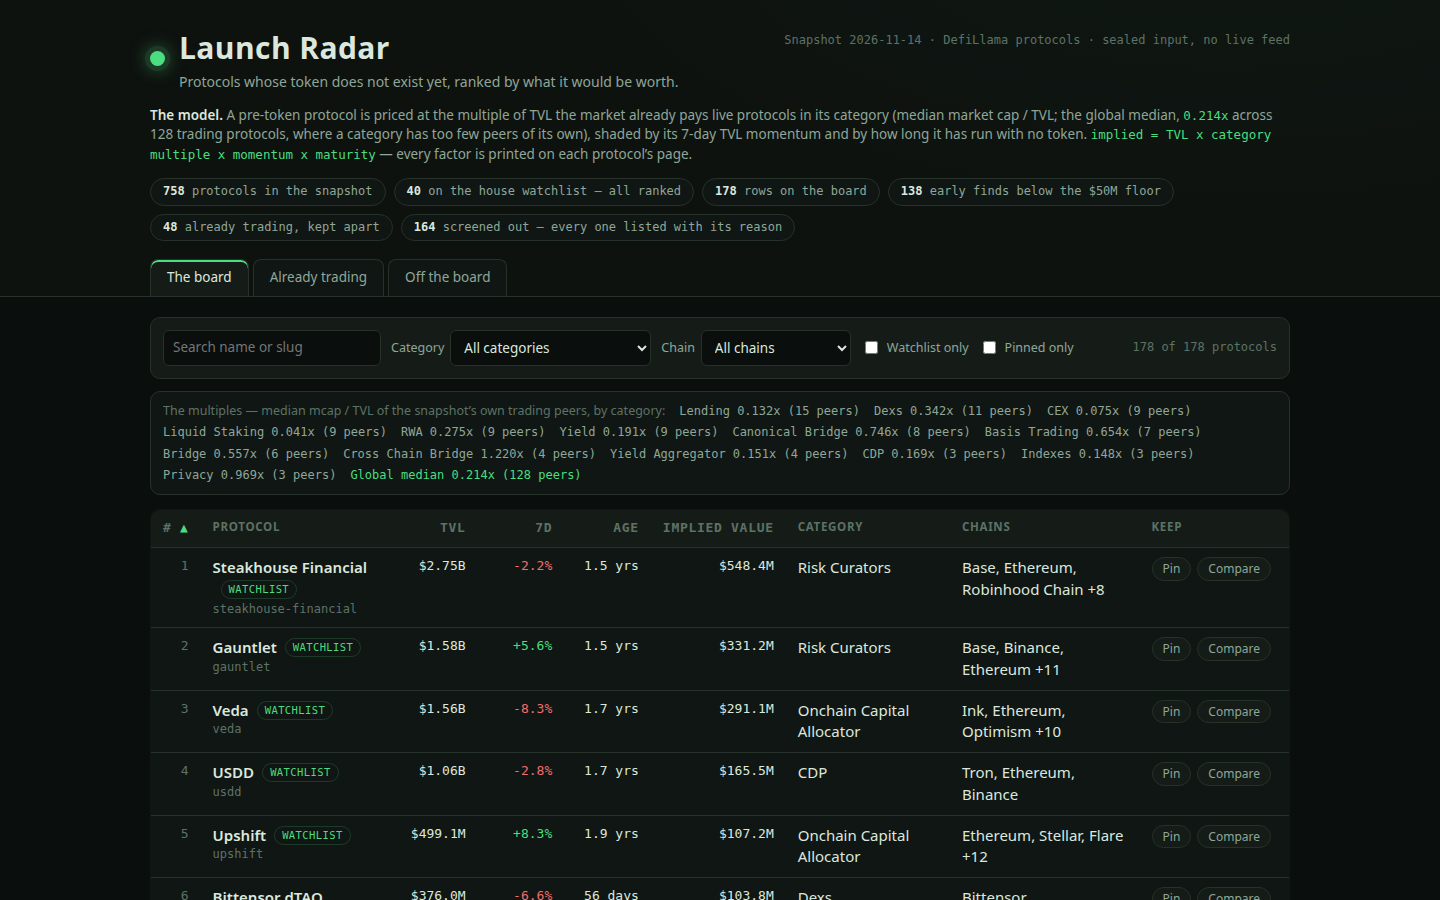 Launch Radar
Snapshot 2026-11-14 · DefiLlama protocols · sealed input, no live feed
Protocols whose token does not exist yet, ranked by what it would be worth.
The model. A pre-token protocol is priced at the multiple of TVL the market already pays live protocols in its category (median market cap / TVL; the global median, 0.214x across
128 trading protocols, where a category has too few peers of its own), shaded by its 7-day TVL momentum and by how long it has run with no token. implied = TVL x category
multiple x momentum x maturity — every factor is printed on each protocol's page.
758 protocols in the snapshot 40 on the house watchlist — all ranked 178 rows on the board 138 early finds below the $50M floor
48 already trading, kept apart 164 screened out — every one listed with its reason
The board Already trading Off the board
Search name or slug Category All categories Chain All chains Watchlist only Pinned only 178 of 178 protocols
The multiples — median mcap / TVL of the snapshot's own trading peers, by category: Lending 0.132x (15 peers) Dexs 0.342x (11 peers) CEX 0.075x (9 peers)
Liquid Staking 0.041x (9 peers) RWA 0.275x (9 peers) Yield 0.191x (9 peers) Canonical Bridge 0.746x (8 peers) Basis Trading 0.654x (7 peers)
Bridge 0.557x (6 peers) Cross Chain Bridge 1.220x (4 peers) Yield Aggregator 0.151x (4 peers) CDP 0.169x (3 peers) Indexes 0.148x (3 peers)
Privacy 0.969x (3 peers) Global median 0.214x (128 peers)
# ▲ PROTOCOL TVL 7D AGE IMPLIED VALUE CATEGORY CHAINS KEEP
1 Steakhouse Financial $2.75B -2.2% 1.5 yrs $548.4M Risk Curators Base, Ethereum, Pin Compare
WATCHLIST Robinhood Chain +8
steakhouse-financial
2 Gauntlet WATCHLIST $1.58B +5.6% 1.5 yrs $331.2M Risk Curators Base, Binance, Pin Compare
gauntlet Ethereum +11
3 Veda WATCHLIST $1.56B -8.3% 1.7 yrs $291.1M Onchain Capital Ink, Ethereum, Pin Compare
veda Allocator Optimism +10
4 USDD WATCHLIST $1.06B -2.8% 1.7 yrs $165.5M CDP Tron, Ethereum, Pin Compare
usdd Binance
5 Upshift WATCHLIST $499.1M +8.3% 1.9 yrs $107.2M Onchain Capital Ethereum, Stellar, Flare Pin Compare
upshift Allocator +12
6 Bittensor dTAO $376.0M -6.6% 56 days $103.8M Dexs Bittensor Pin Compare